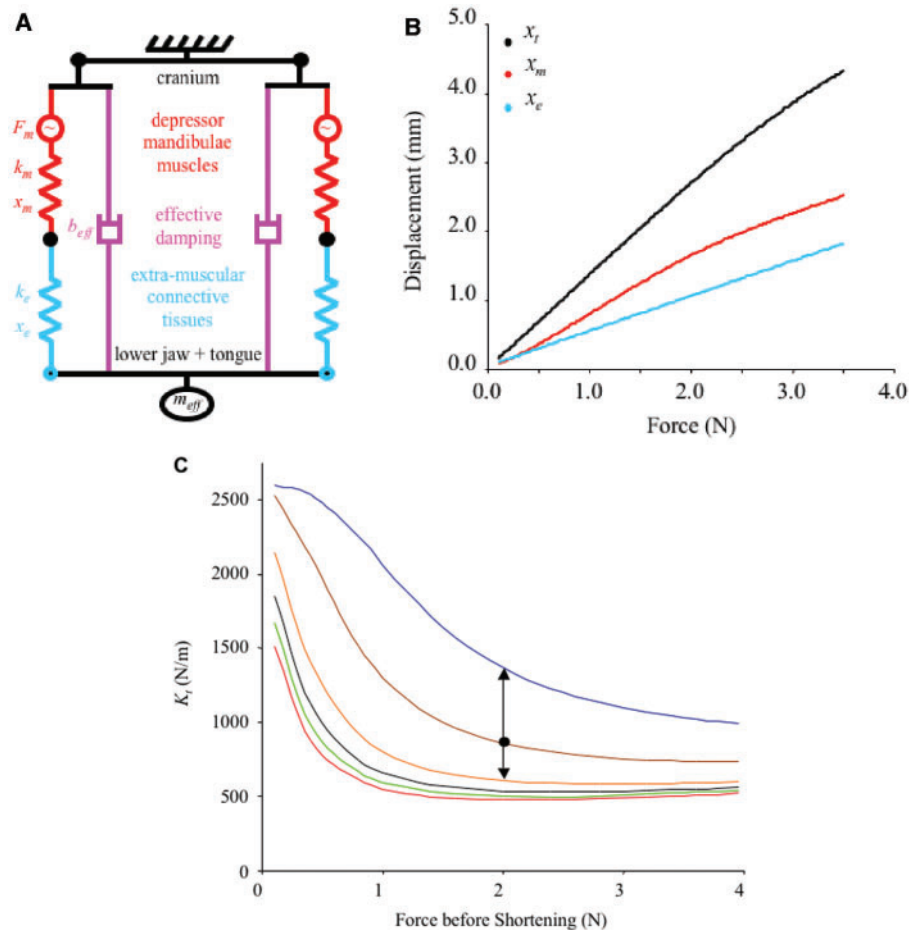 A
cranium
F_m
depressor
mandibulae
muscles
k_m
x_m
b_eff
effective
damping
k_e
extra-muscular
connective
tissues
x_e
lower jaw + tongue
m_eff
B
5.0
4.0
3.0
2.0
1.0
0.0
Displacement (mm)
x_t
x_m
x_e
0.0 1.0 2.0 3.0 4.0
Force (N)
C
2500
2000
1500
1000
500
0
K_t (N/m)
0 1 2 3 4
Force before Shortening (N)